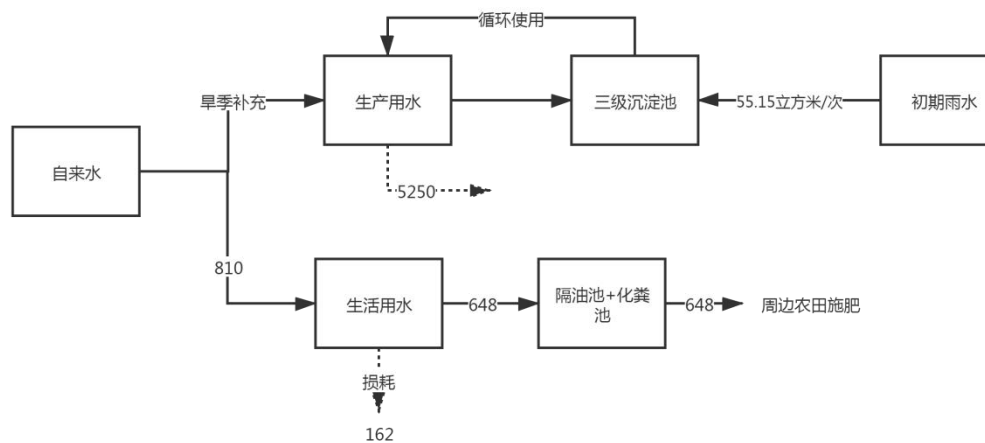 循环使用
旱季补充
生产用水
三级沉淀池
55.15立方米/次
初期雨水
自来水
5250
810
生活用水
648
隔油池+化粪
池
648
周边农田施肥
损耗
162